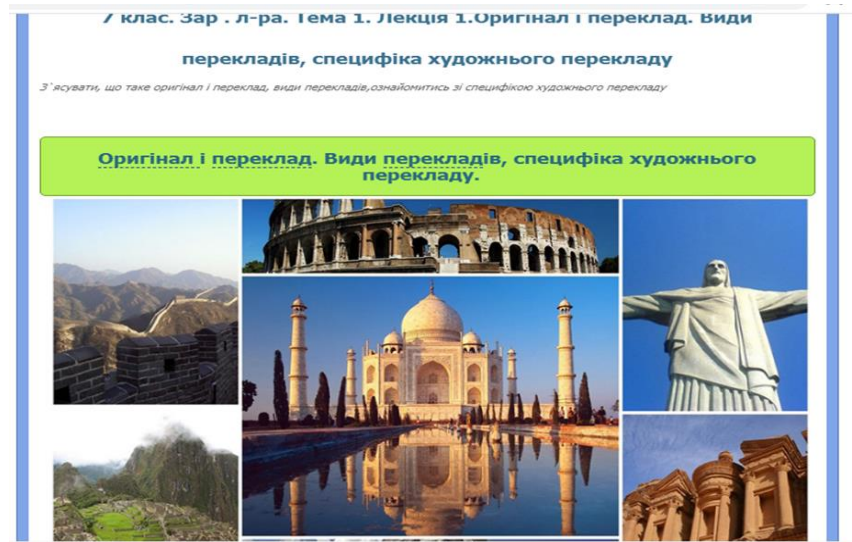 7 клас. Зар . л-ра. Тема 1. Лекція 1.Оригінал і переклад. Види
перекладів, специфіка художнього перекладу
З`ясувати, що таке оригінал і переклад, види перекладів,ознайомитись зі специфікою художнього перекладу
Оригінал і переклад. Види перекладів, специфіка художнього
перекладу.